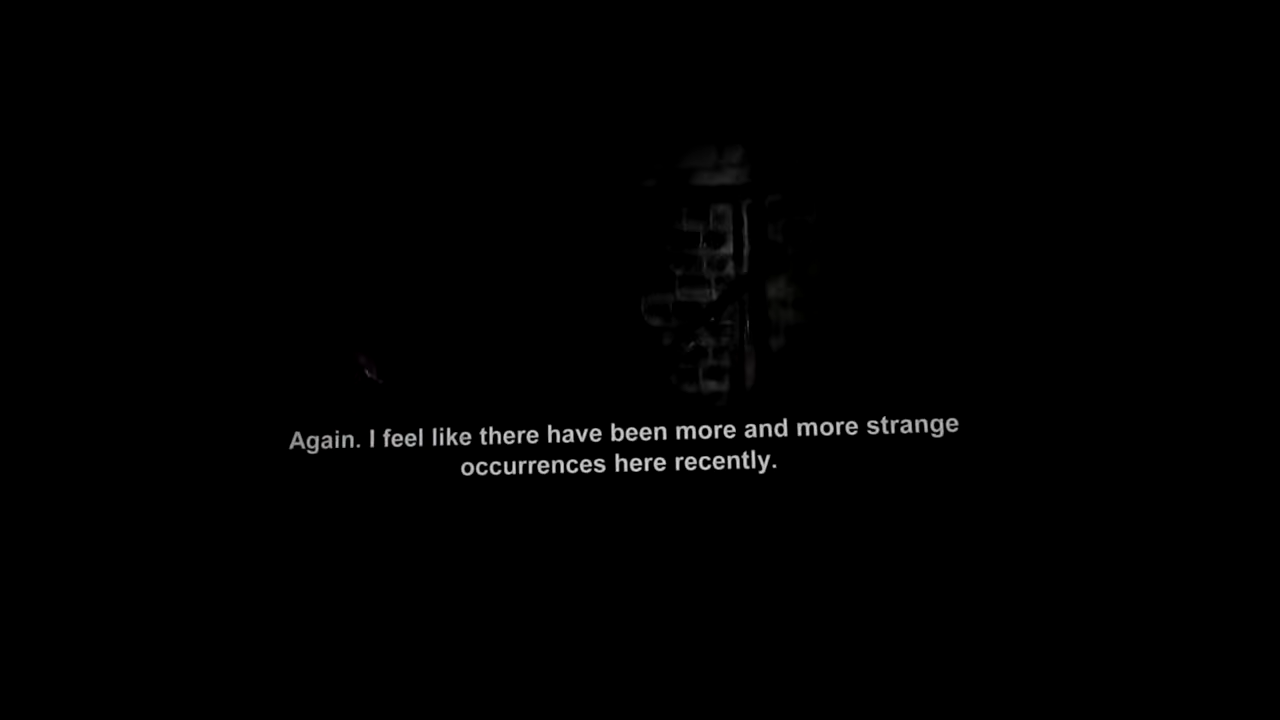 Again. I feel like there have been more and more strange
occurrences here recently.